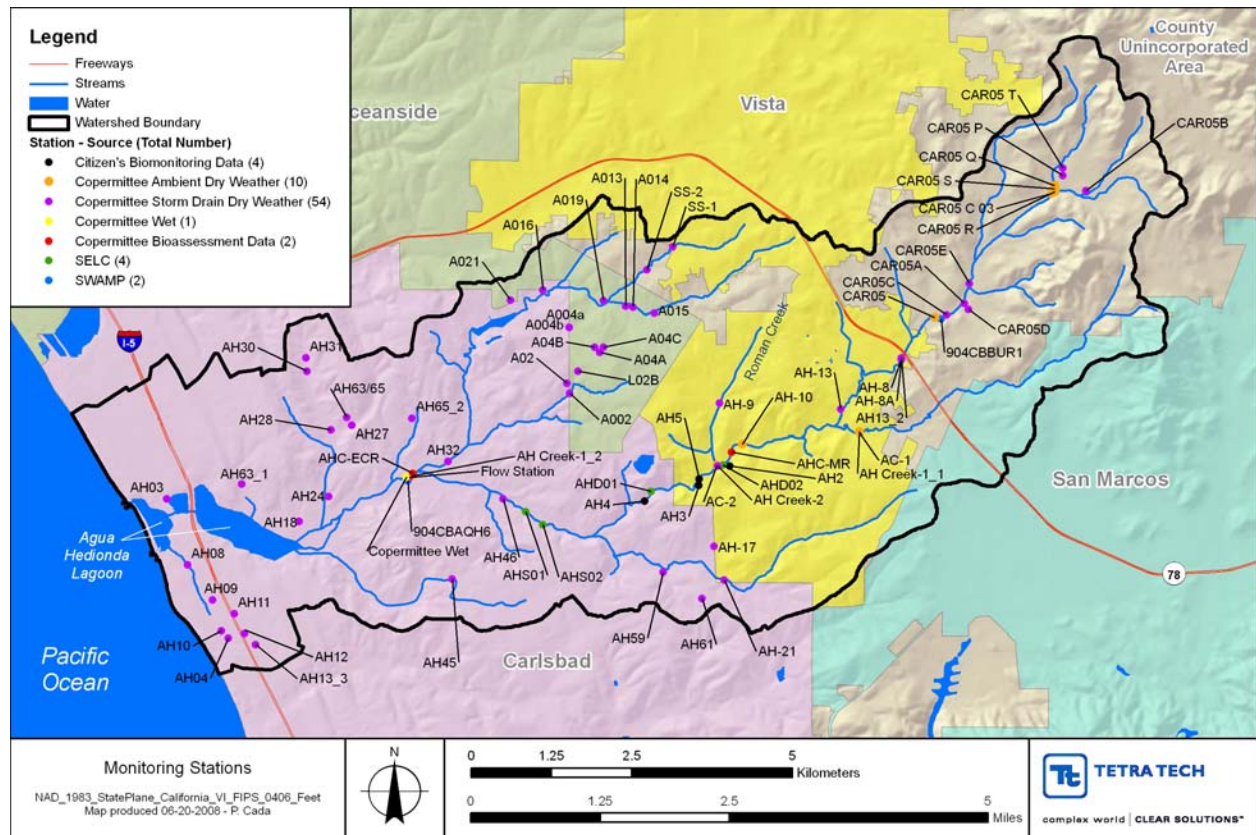 Legend
Freeways
Streams
Water
Watershed Boundary
Station - Source (Total Number)
Citizen's Biomonitoring Data (4)
Copermittee Ambient Dry Weather (10)
Copermittee Storm Drain Dry Weather (54)
Copermittee Wet (1)
Copermittee Bioassessment Data (2)
SELC (4)
SWAMP (2)
County
Unincorporated
Area
Vista
ceanside
CAR05 T
CAR05 P
CAR05B
CAR05 Q
CAR05 S
CAR05 C 03
CAR05 R
A013
A014
SS-2
SS-1
A019
A016
A021
CAR05E
CAR05A
CAR05C
CAR05
CAR05D
904CBBUR1
A004a
A004b
A015
A04B
A04C
A04A
A02
L02B
A002
Roman Creek
I-5
AH31
AH30
AH63/65
AH28
AH27
AH65_2
AH-13
AH-8
AH-8A
AH13_2
AH-9
AH-10
AH5
AHC-ECR
AH32
AH Creek-1_2
Flow Station
AHC-MR
AC-1
AH Creek-1_1
AH63_1
AH03
AH24
AH18
AHD01
AH4
AH3
AC-2
AHD02
AH2
AH Creek-2
San Marcos
Agua
Hedionda
Lagoon
904CBAQH6
Copermittee Wet
AH46
AHS01
AHS02
AH-17
AH08
AH09
AH11
AH10
AH12
AH04
AH13_3
AH45
AH59
AH61
AH-21
78
Carlsbad
Pacific
Ocean
Monitoring Stations
NAD_1983_StatePlane_California_VI_FIPS_0406_Feet
Map produced 06-20-2008 - P. Cada
N
0 1.25 2.5 5
Kilometers
0 1.25 2.5 5
Miles
Tt
TETRA TECH
complex world | CLEAR SOLUTIONS™